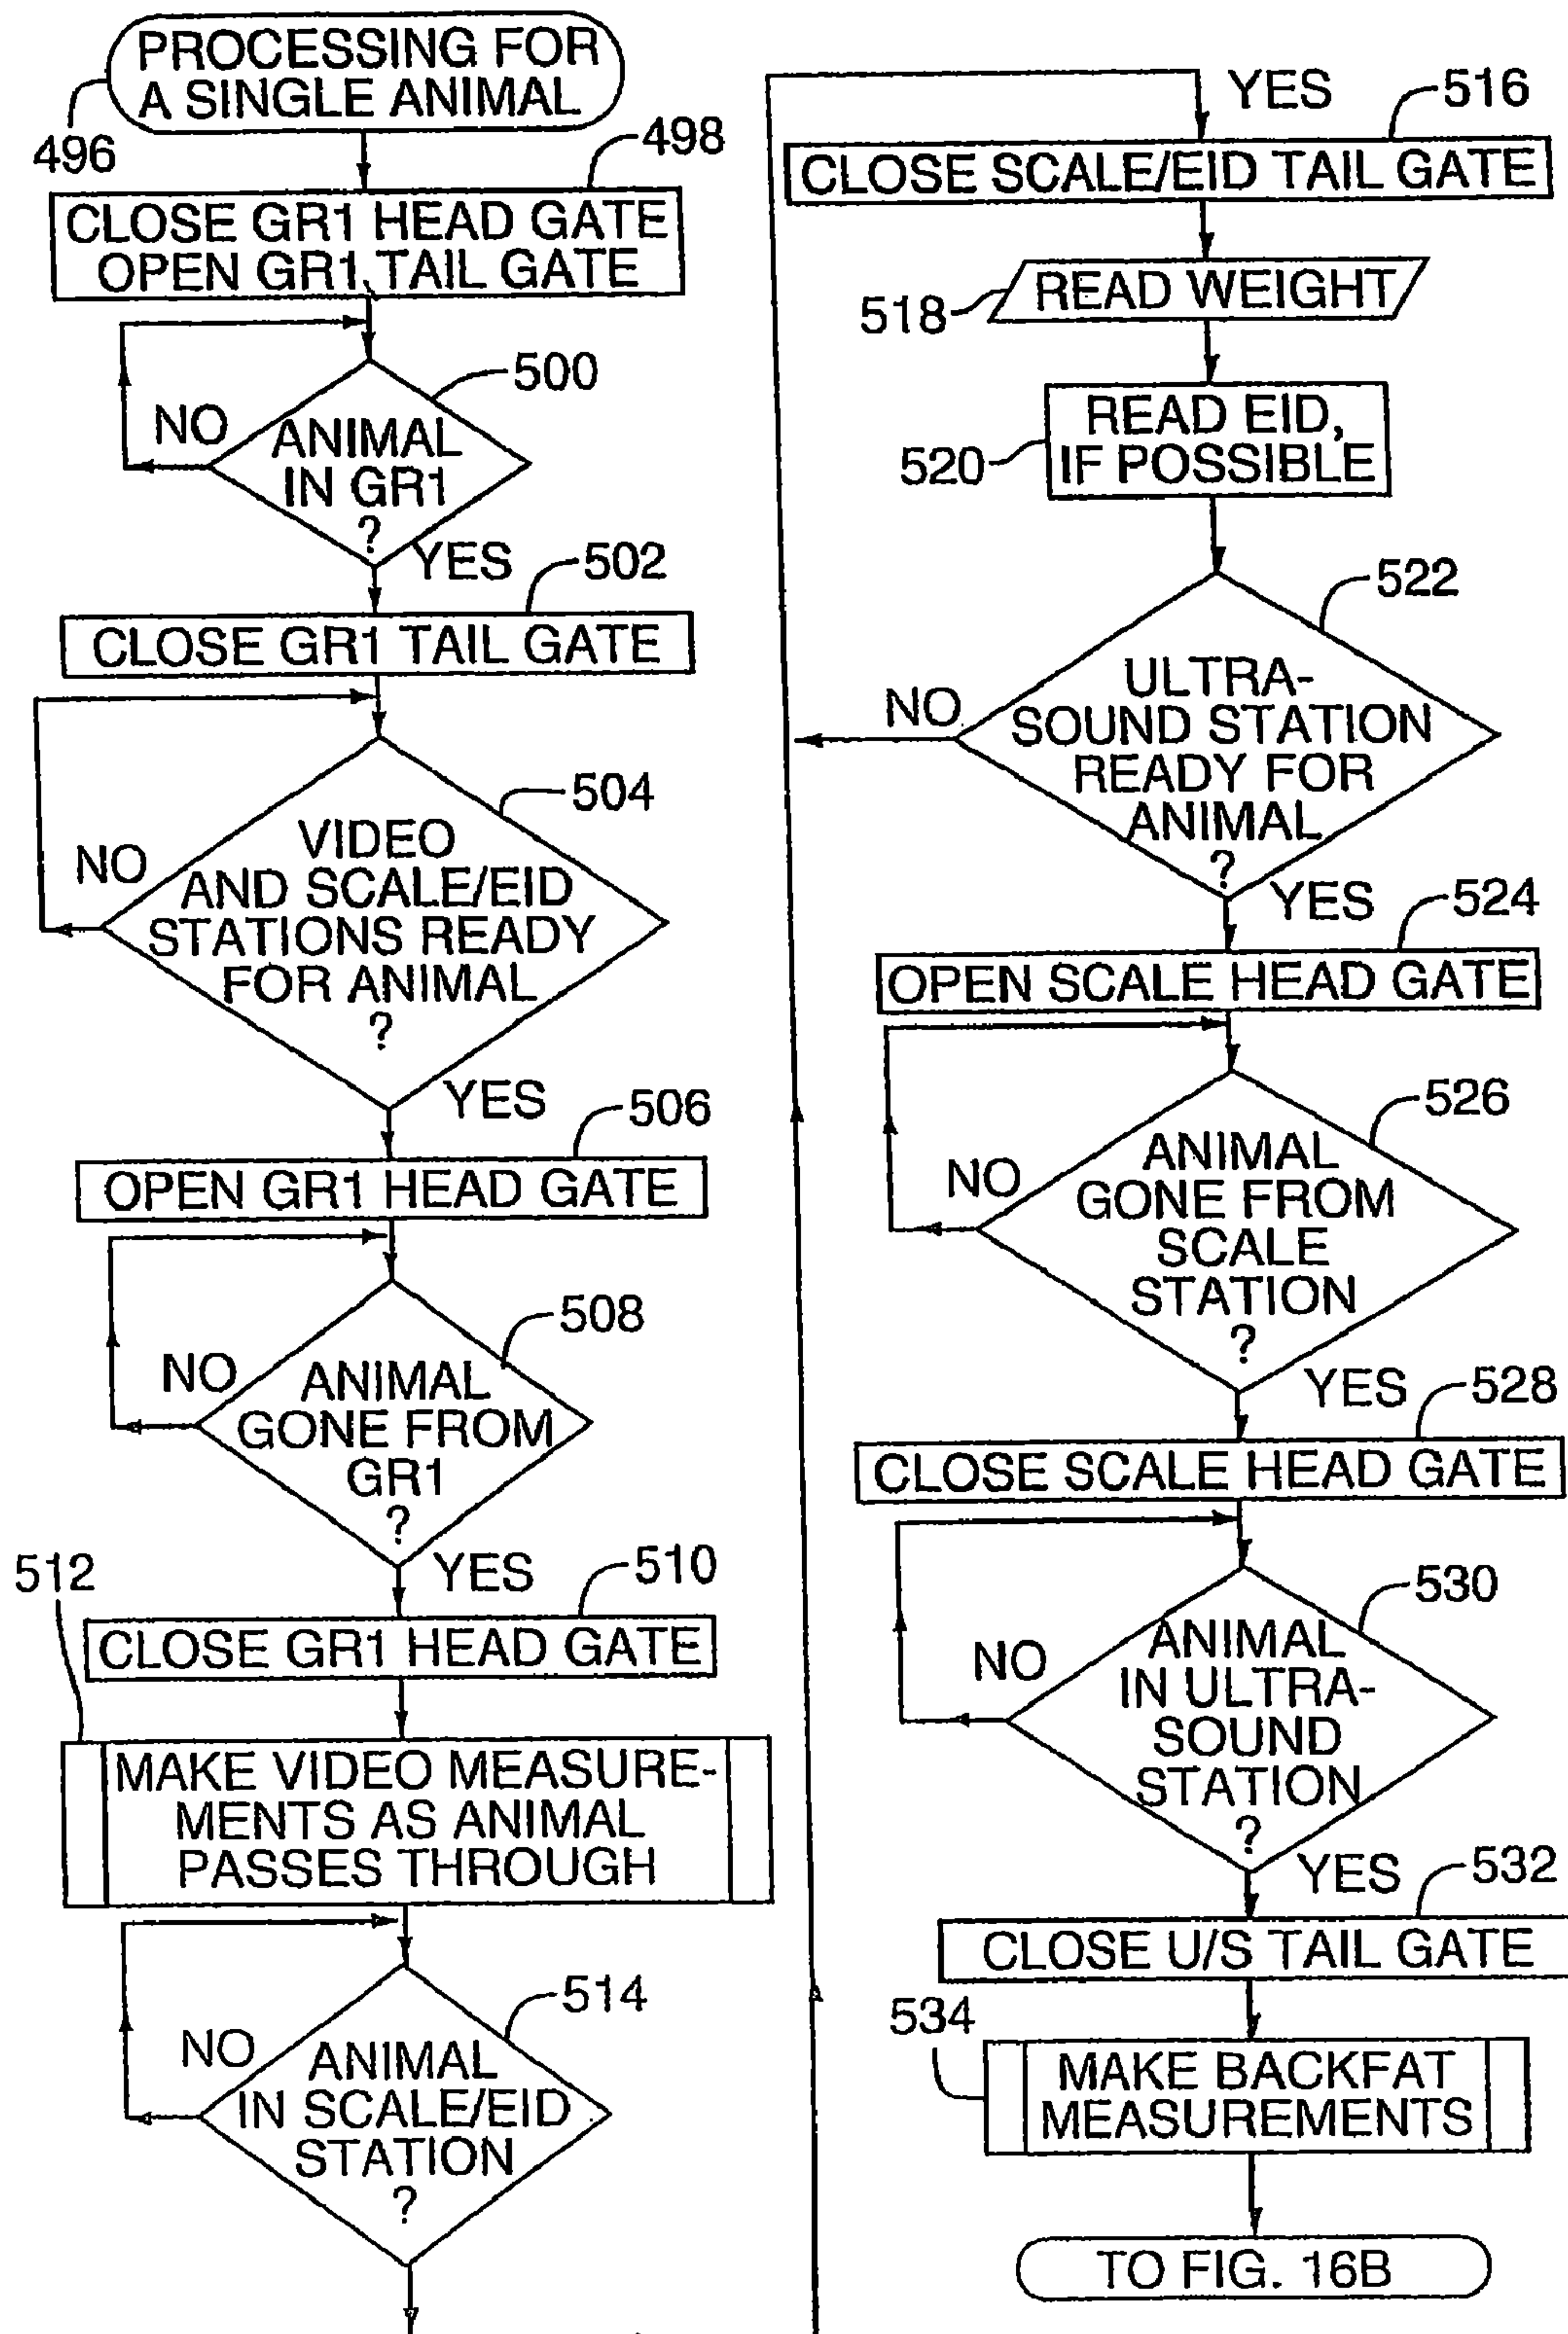 PROCESSING FOR
A SINGLE ANIMAL
496
498
CLOSE GR1 HEAD GATE
OPEN GR1 TAIL GATE
500
NO
ANIMAL
IN GR1
?
YES
502
CLOSE GR1 TAIL GATE
504
NO
VIDEO
AND SCALE/EID
STATIONS READY
FOR ANIMAL
?
YES
506
OPEN GR1 HEAD GATE
508
NO
ANIMAL
GONE FROM
GR1
?
YES
510
512
CLOSE GR1 HEAD GATE
MAKE VIDEO MEASURE-
MENTS AS ANIMAL
PASSES THROUGH
514
NO
ANIMAL
IN SCALE/EID
STATION
?
YES
516
CLOSE SCALE/EID TAIL GATE
518
READ WEIGHT
520
READ EID,
IF POSSIBLE
522
NO
ULTRA-
SOUND STATION
READY FOR
ANIMAL
?
YES
524
OPEN SCALE HEAD GATE
526
NO
ANIMAL
GONE FROM
SCALE
STATION
?
YES
528
CLOSE SCALE HEAD GATE
530
NO
ANIMAL
IN ULTRA-
SOUND
STATION
?
YES
532
CLOSE U/S TAIL GATE
534
MAKE BACKFAT
MEASUREMENTS
TO FIG. 16B